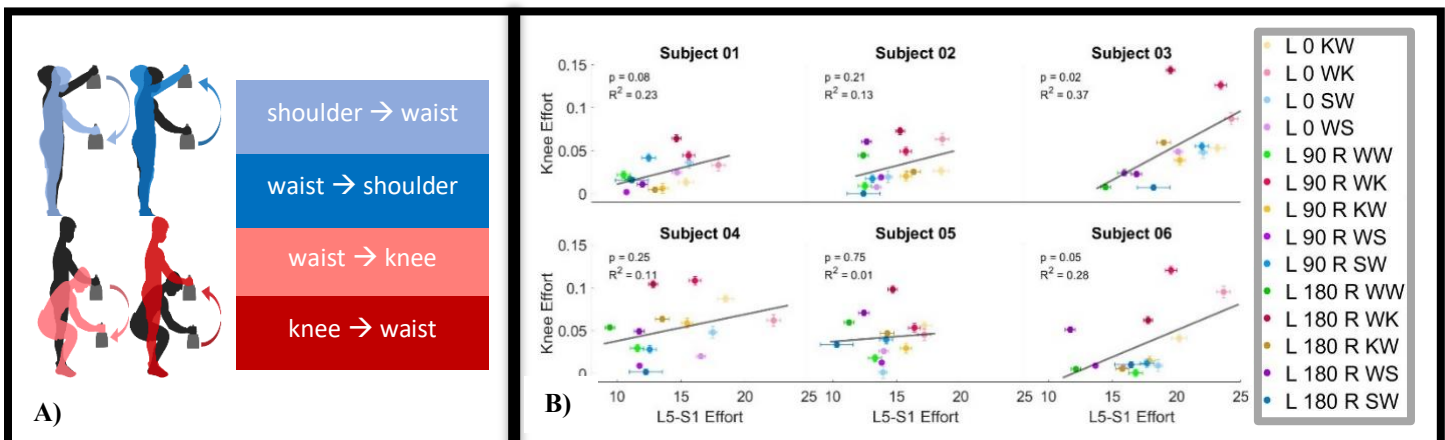 shoulder → waist
waist → shoulder
waist → knee
knee → waist
A)
Subject 01
Subject 02
Subject 03
p = 0.08
R² = 0.23
p = 0.21
R² = 0.13
p = 0.02
R² = 0.37
0.15
0.1
0.05
0
Knee Effort
Subject 04
Subject 05
Subject 06
p = 0.25
R² = 0.11
p = 0.75
R² = 0.01
p = 0.05
R² = 0.28
0.15
0.1
0.05
0
Knee Effort
10 15 20 25
10 15 20 25
15 20 25
L5-S1 Effort
L5-S1 Effort
L5-S1 Effort
B)
L 0 KW
L 0 WK
L 0 SW
L 0 WS
L 90 R WW
L 90 R WK
L 90 R KW
L 90 R WS
L 90 R SW
L 180 R WW
L 180 R WK
L 180 R KW
L 180 R WS
L 180 R SW